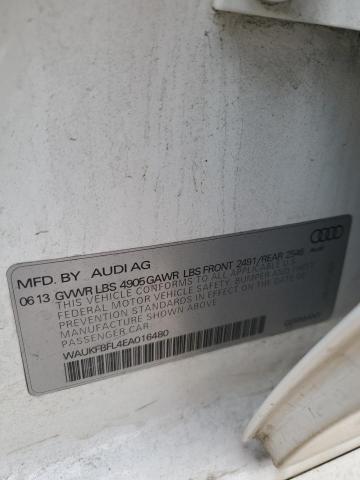 MFD. BY AUDI AG
06 13 GVWR LBS 4905 GAWR LBS FRONT 2491/REAR 2546
THIS VEHICLE CONFORMS TO ALL APPLICABLE U.S.
FEDERAL MOTOR VEHICLE SAFETY, BUMPER AND THEFT
PREVENTION STANDARDS IN EFFECT ON THE DATE OF
MANUFACTURE SHOWN ABOVE
PASSENGER CAR
WAUKFBFL4EA016480
Audi
GERMANY